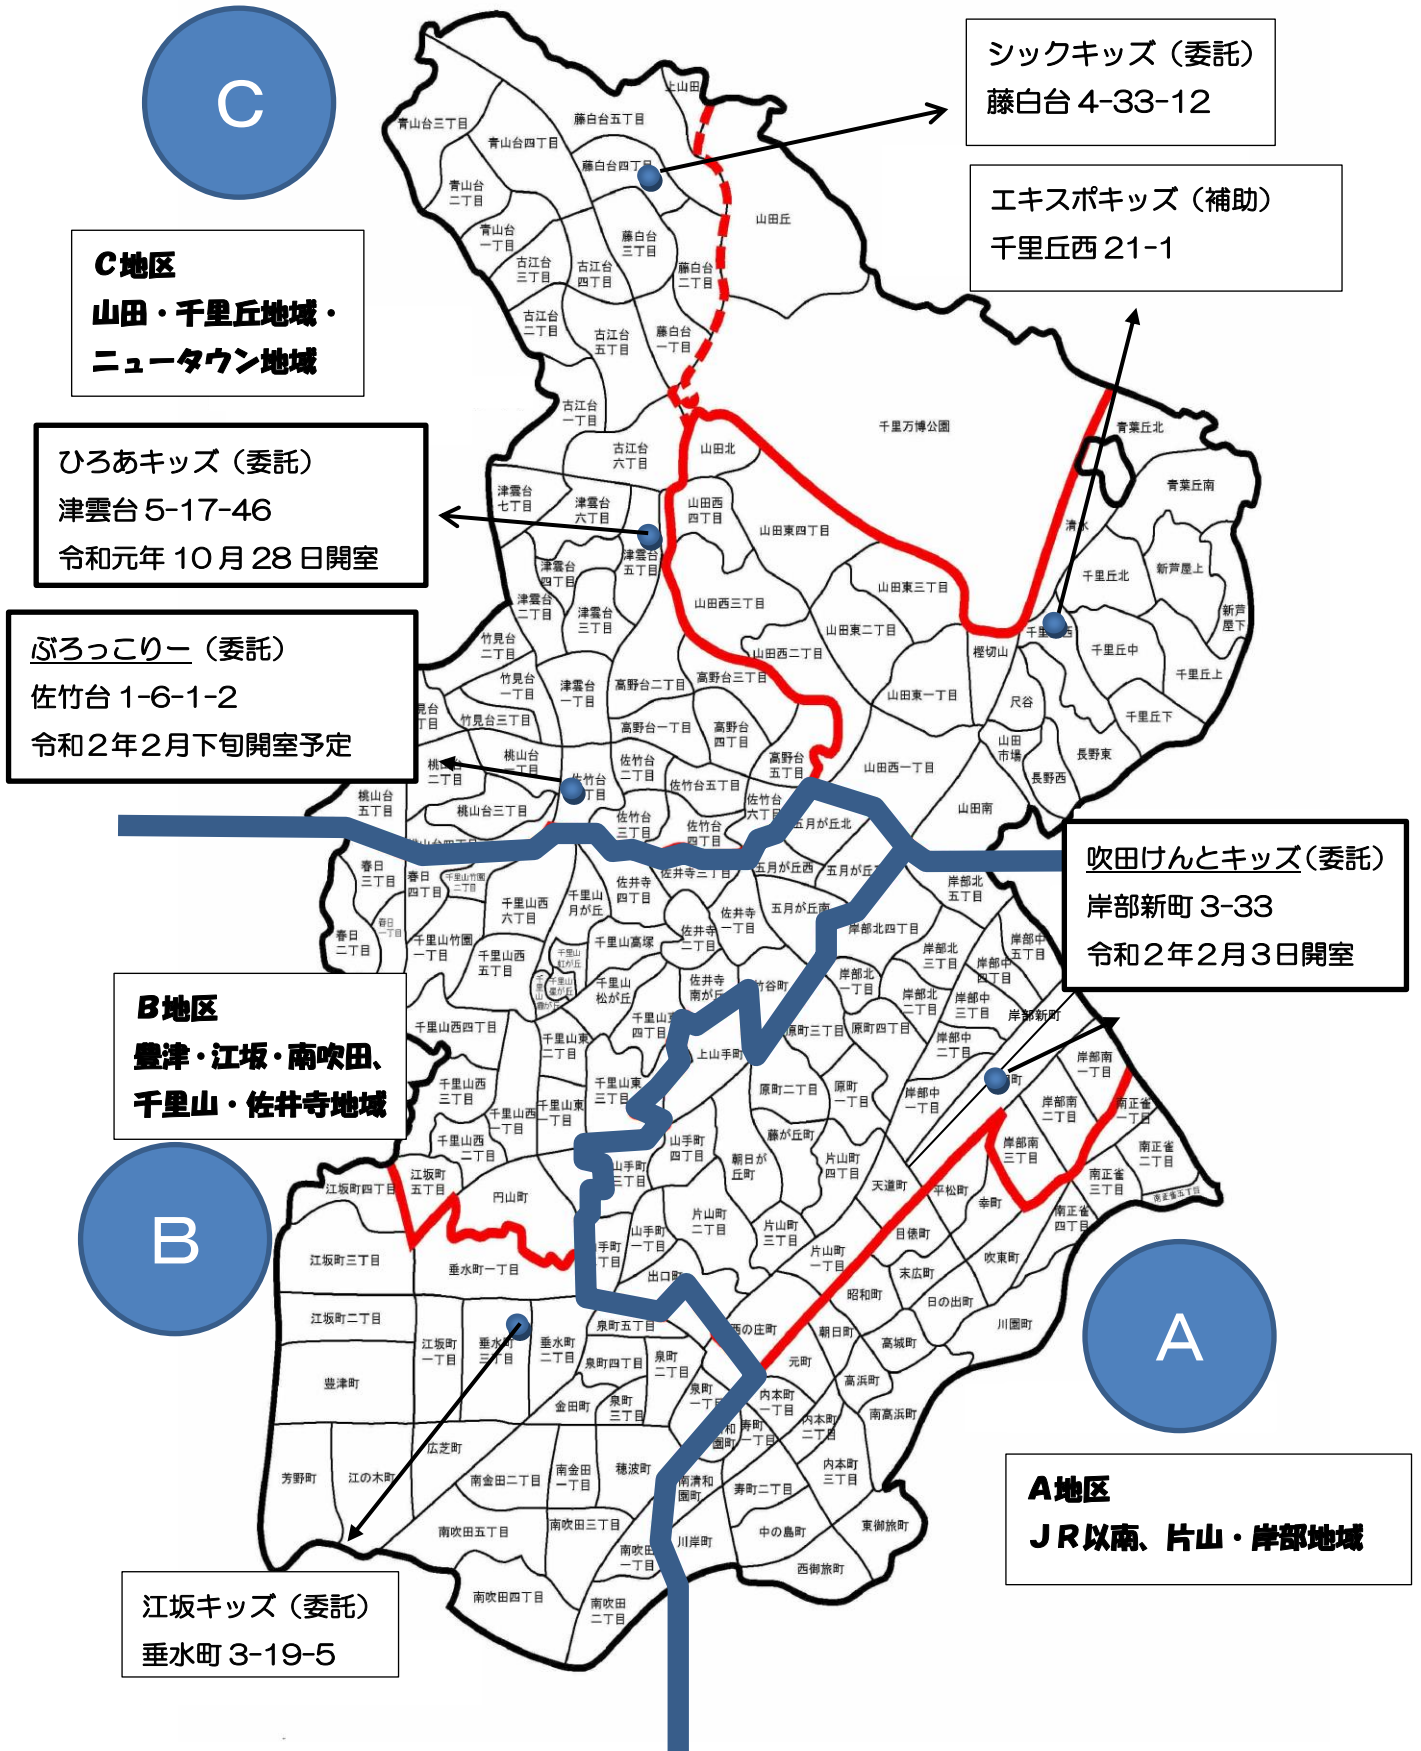 C
C地区
山田・千里丘地域・
ニュータウン地域
シックキッズ（委託）
藤白台 4-33-12
エキスポキッズ（補助）
千里丘西 21-1
ひろあキッズ（委託）
津雲台 5-17-46
令和元年 10 月 28 日開室
ぶろっこりー（委託）
佐竹台 1-6-1-2
令和２年２月下旬開室予定
吹田けんとキッズ（委託）
岸部新町 3-33
令和２年２月３日開室
B地区
豊津・江坂・南吹田、
千里山・佐井寺地域
B
A
A地区
ＪＲ以南、片山・岸部地域
江坂キッズ（委託）
垂水町 3-19-5
上山田
青山台三丁目
藤白台五丁目
青山台四丁目
藤白台四丁目
青山台
二丁目
青山台
一丁目
藤白台
三丁目
山田丘
古江台
三丁目
古江台
四丁目
藤白台
二丁目
古江台
二丁目
古江台
五丁目
藤白台
一丁目
古江台
一丁目
古江台
六丁目
山田北
千里万博公園
青葉丘北
青葉丘南
津雲台
七丁目
津雲台
六丁目
山田西
四丁目
山田東四丁目
清水
津雲台
五丁目
津雲台
四丁目
千里丘北
新芦屋上
新芦
屋下
津雲台
二丁目
津雲台
三丁目
山田西三丁目
山田東三丁目
山田東二丁目
樫切山
千里丘中
千里丘上
竹見台
二丁目
山田西二丁目
竹見台
一丁目
津雲台
一丁目
高野台二丁目
高野台三丁目
山田東一丁目
尺谷
千里丘下
竹見台三丁目
高野台一丁目
高野台
四丁目
山田
市場
長野東
長野西
桃山台
佐竹台
二丁目
高野台
五丁目
山田西一丁目
佐竹台五丁目
桃山台
五丁目
桃山台三丁目
佐竹台
三丁目
佐竹台
四丁目
佐竹台
六丁目
五月が丘北
山田南
春日
三丁目
春日
四丁目
千里山竹園
二丁目
千里山西
六丁目
千里山
月が丘
佐井寺
四丁目
佐井寺三丁目
五月が丘西
岸部北
五丁目
春日
二丁目
春日
一丁目
千里山竹園
一丁目
千里山西
五丁目
千里山高塚
佐井寺
二丁目
佐井寺
一丁目
五月が丘南
岸部北四丁目
岸部北
三丁目
岸部中
五丁目
岸部中
四丁目
千里山
虹が丘
千里山
星が丘
千里山
松が丘
佐井寺
南が丘
竹谷町
岸部北
一丁目
岸部北
二丁目
岸部中
三丁目
岸部新町
千里山西四丁目
千里山東
二丁目
上山手町
原町三丁目
原町四丁目
岸部中
二丁目
岸部南
一丁目
千里山西
三丁目
千里山東
三丁目
原町二丁目
原町
一丁目
岸部中
一丁目
岸部南
二丁目
南正雀
一丁目
千里山西
一丁目
千里山東
一丁目
千里山西
二丁目
山手町
四丁目
藤が丘町
朝日が
丘町
片山町
四丁目
岸部南
三丁目
南正雀
二丁目
南正雀
三丁目
南正雀五丁目
江坂町四丁目
江坂町
五丁目
円山町
天道町
平松町
幸町
南正雀
四丁目
片山町
二丁目
片山町
三丁目
山手町
一丁目
目俵町
片山町
一丁目
吹東町
江坂町三丁目
垂水町一丁目
出口町
末広町
昭和町
日の出町
川園町
江坂町二丁目
江坂町
一丁目
垂水町
三丁目
垂水町
二丁目
泉町五丁目
西の庄町
朝日町
高城町
豊津町
泉町四丁目
泉町
二丁目
元町
高浜町
金田町
泉町
三丁目
泉町
一丁目
内本町
一丁目
南高浜町
内本町
二丁目
寿町
一丁目
広芝町
芳野町
江の木町
南金田二丁目
南金田
一丁目
穂波町
南清和
園町
寿町二丁目
内本町
三丁目
南吹田五丁目
南吹田三丁目
川岸町
中の島町
東御旅町
南吹田
一丁目
西御旅町
南吹田四丁目
南吹田
二丁目